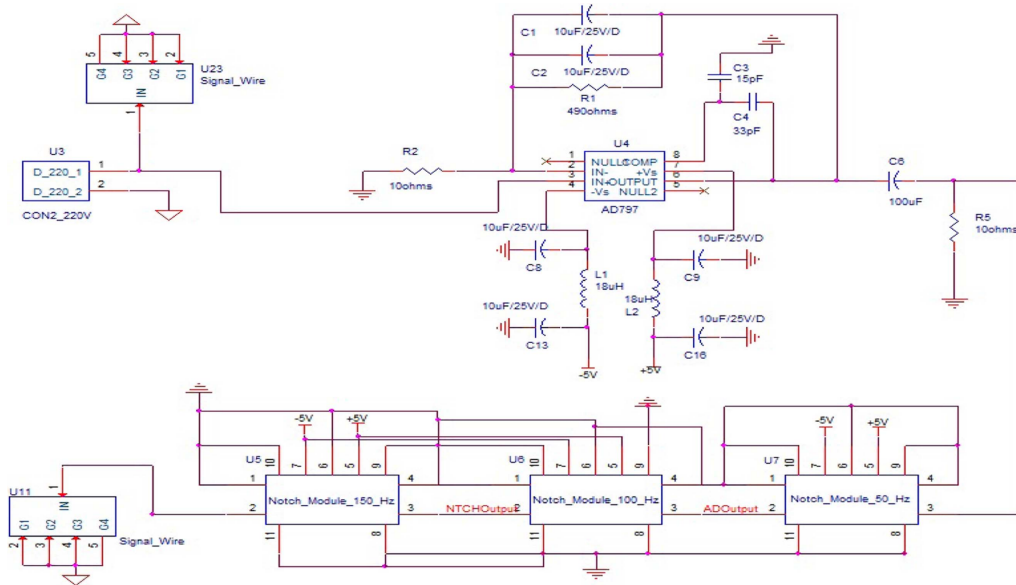 C1
10uF/25V/D
C2
10uF/25V/D
R1
490ohms
C3
15pF
C4
33pF
5 4 3 2
G4 G3 G2 G1
IN
1
U23
Signal_Wire
U3
D_220_1 1
D_220_2 2
CON2_220V
R2
10ohms
U4
1 NULL COMP 8
2 IN- +Vs 7
3 IN+ OUTPUT 6
4 -Vs NULL2 5
AD797
C6
100uF
R5
10ohms
10uF/25V/D
C8
L1
18uH
10uF/25V/D
C13
-5V
10uF/25V/D
C9
18uH
L2
10uF/25V/D
C16
+5V
-5V +5V
U5
10 7 6 5 9
1 4
Notch_Module_150_Hz
2 3
11 8
NTCHOutput
U6
10 7 6 5 9
1 4
Notch_Module_100_Hz
2 3
11 8
ADOutput
-5V +5V
U7
10 7 6 5 9
1 4
Notch_Module_50_Hz
2 3
11 8
U11
1
IN
G1 G2 G3 G4
2 3 4 5
Signal_Wire